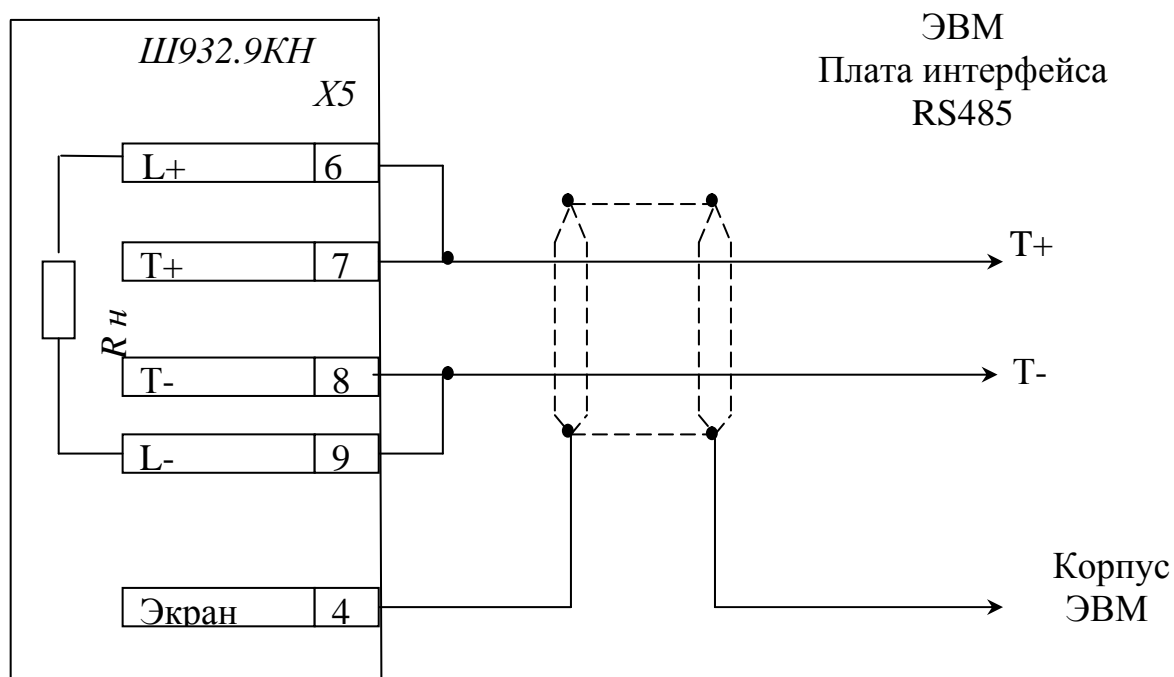 Ш932.9КН
X5
ЭВМ
Плата интерфейса
RS485
L+ 6
T+ 7
T+
R н
T- 8
T-
L- 9
Экран 4
Корпус
ЭВМ